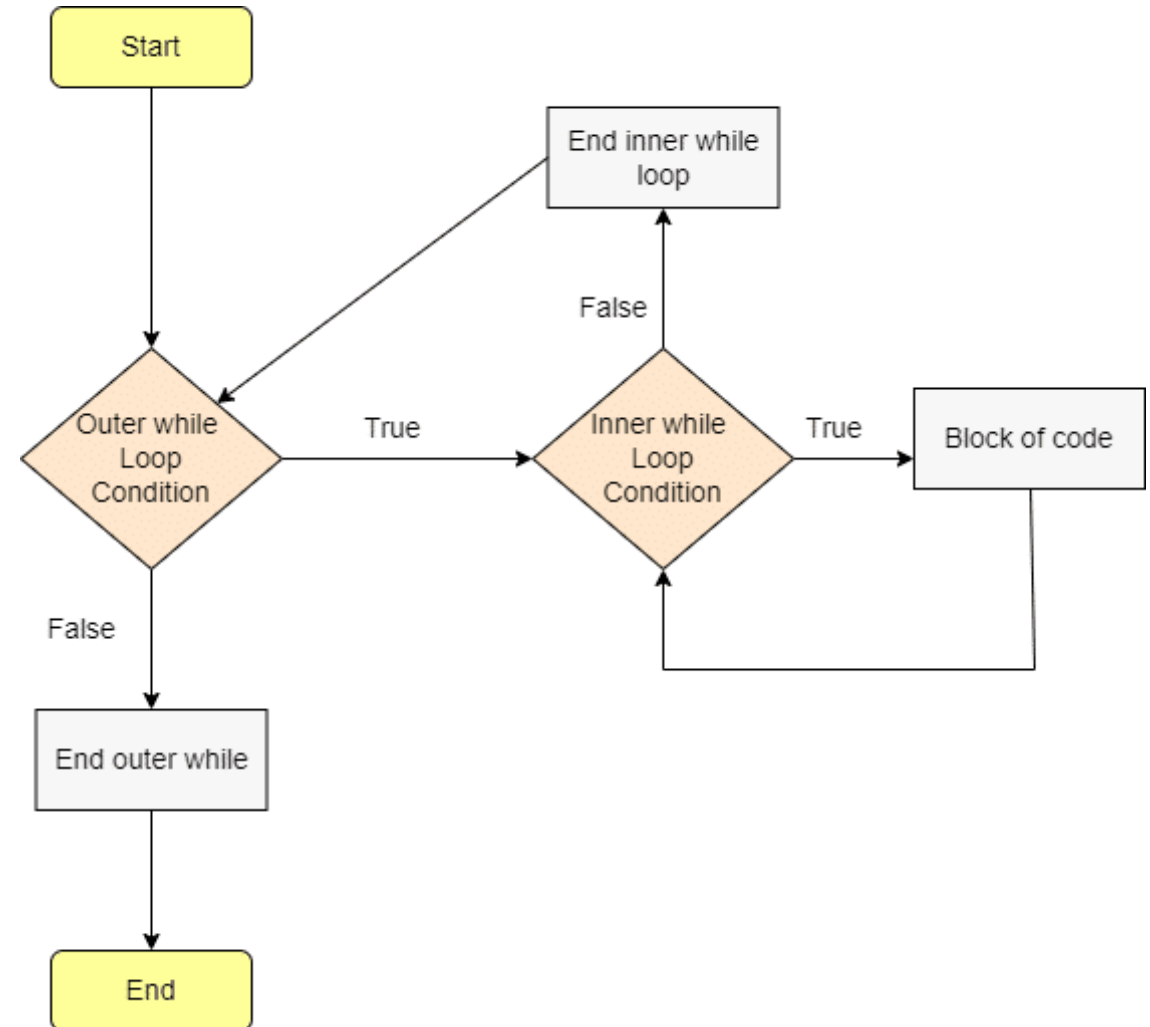 Start
End inner while
loop
False
Outer while
Loop
Condition
True
Inner while
Loop
Condition
True
Block of code
False
End outer while
End